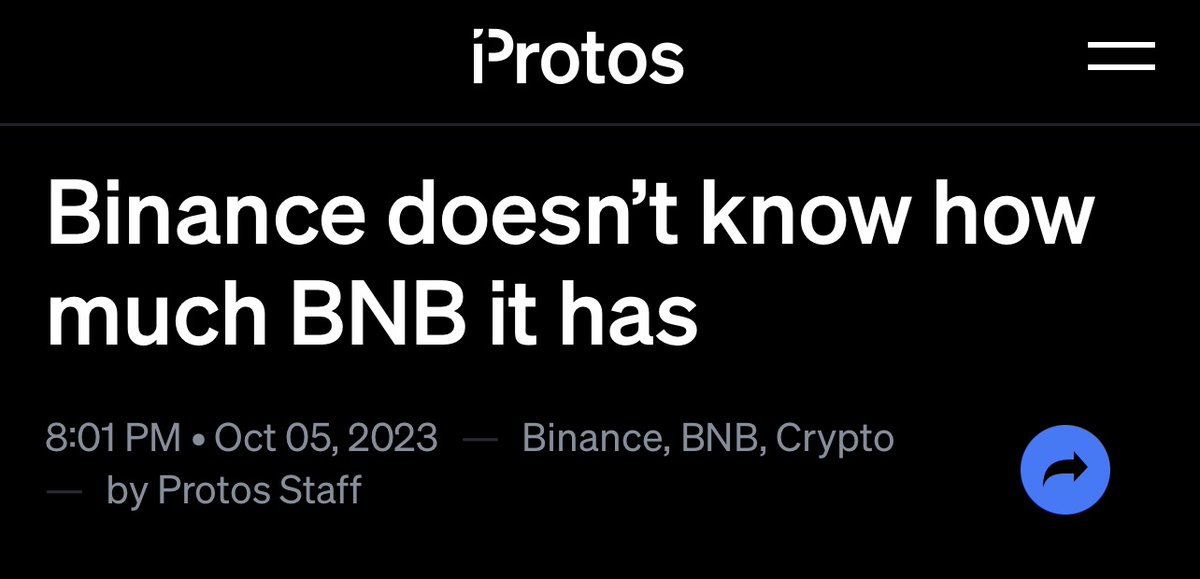 Protos
Binance doesn’t know how
much BNB it has
8:01 PM • Oct 05, 2023 — Binance, BNB, Crypto
— by Protos Staff